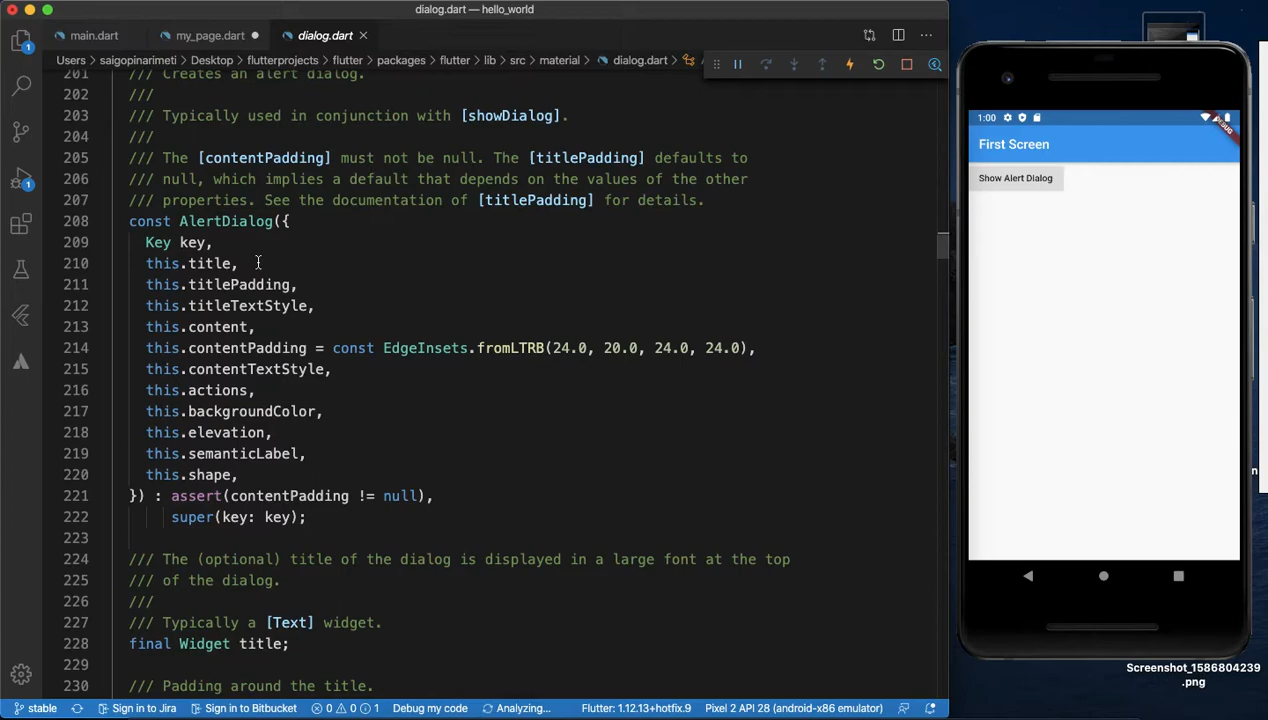 dialog.dart — hello_world
main.dart
my_page.dart
dialog.dart
Users > saigopinarimeti > Desktop > flutterprojects > flutter > packages > flutter > lib > src > material > dialog.dart >
201 /// Creates an alert dialog.
202 ///
203 /// Typically used in conjunction with [showDialog].
204 ///
205 /// The [contentPadding] must not be null. The [titlePadding] defaults to
206 /// null, which implies a default that depends on the values of the other
207 /// properties. See the documentation of [titlePadding] for details.
208 const AlertDialog({
209 Key key,
210 this.title,
211 this.titlePadding,
212 this.titleTextStyle,
213 this.content,
214 this.contentPadding = const EdgeInsets.fromLTRB(24.0, 20.0, 24.0, 24.0),
215 this.contentTextStyle,
216 this.actions,
217 this.backgroundColor,
218 this.elevation,
219 this.semanticLabel,
220 this.shape,
221 }) : assert(contentPadding != null),
222 super(key: key);
223
224 /// The (optional) title of the dialog is displayed in a large font at the top
225 /// of the dialog.
226 ///
227 /// Typically a [Text] widget.
228 final Widget title;
229
230 /// Padding around the title.
1
1
stable
Sign in to Jira
Sign in to Bitbucket
0 0 1
Debug my code
Analyzing...
Flutter: 1.12.13+hotfix.9
Pixel 2 API 28 (android-x86 emulator)
1:00
DEBUG
First Screen
Show Alert Dialog
Screenshot_1586804239
.png